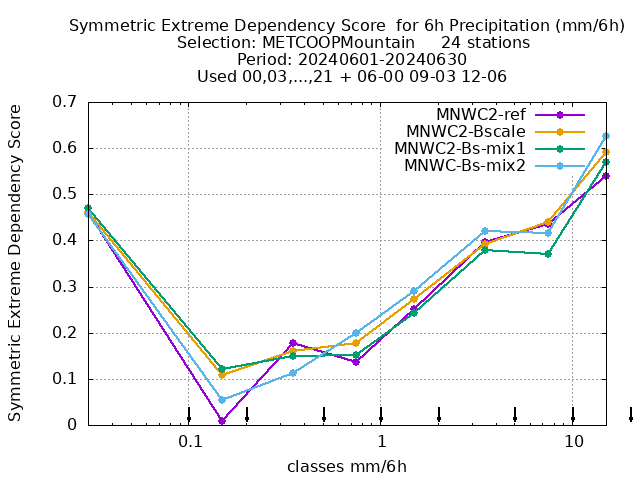 Symmetric Extreme Dependency Score  for 6h Precipitation (mm/6h)
Selection: METCOOPMountain     24 stations
Period: 20240601-20240630
Used 00,03,...,21 + 06-00 09-03 12-06
Symmetric Extreme Dependency Score
0.7
0.6
0.5
0.4
0.3
0.2
0.1
0
MNWC2-ref
MNWC2-Bscale
MNWC2-Bs-mix1
MNWC-Bs-mix2
0.1 1 10
classes mm/6h